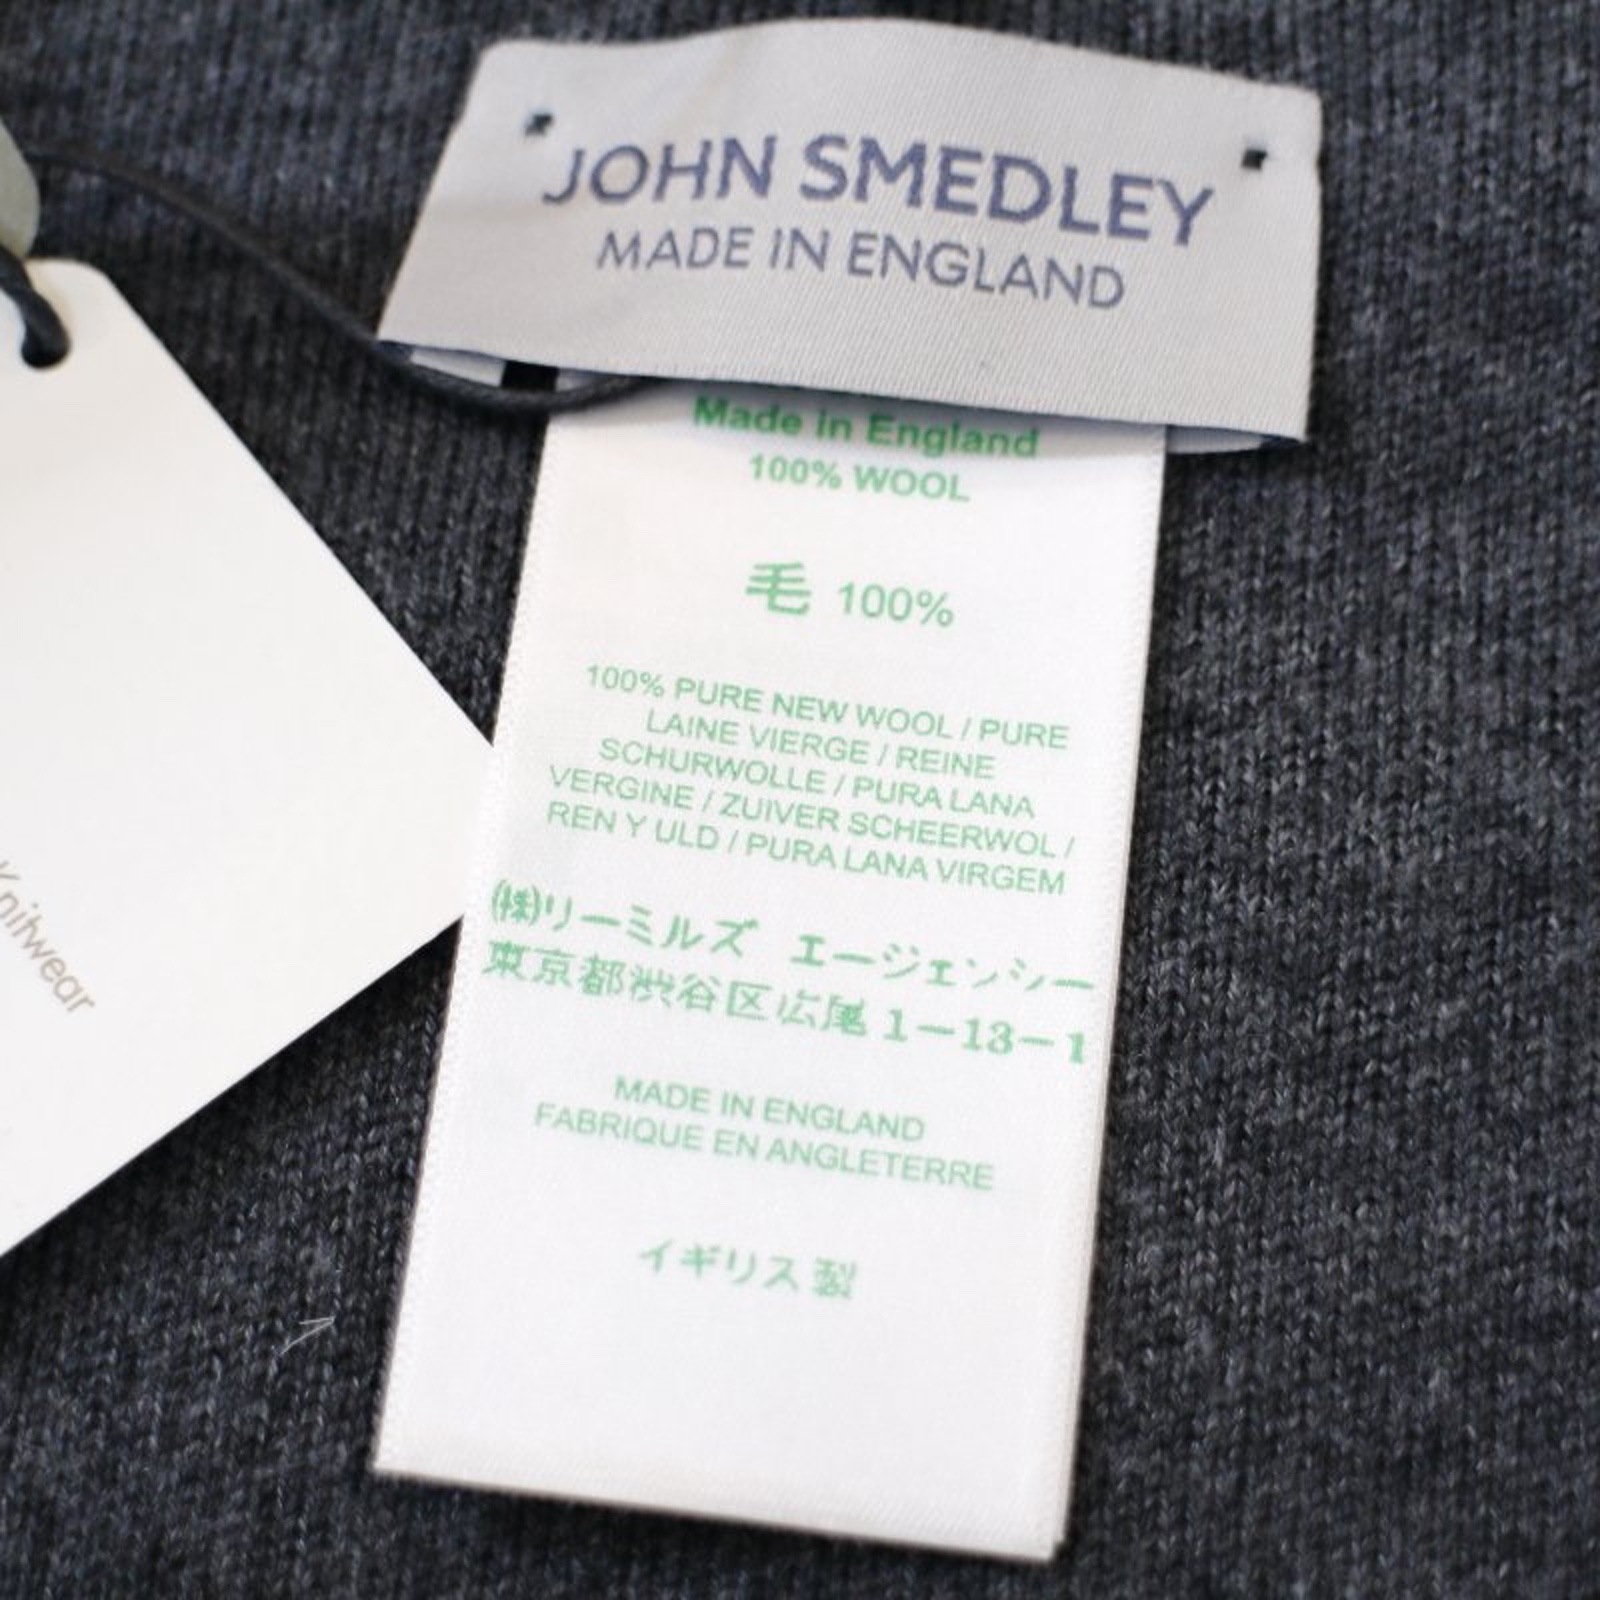 JOHN SMEDLEY
MADE IN ENGLAND
Made in England
100% WOOL
毛 100%
100% PURE NEW WOOL / PURE
LAINE VIERGE / REINE
SCHURWOLLE / PURA LANA
VERGINE / ZUIVER SCHEERWOL /
REN Y ULD / PURA LANA VIRGEM
㈱リーミルズ エージェンシー
東京都渋谷区広尾1-13-1
MADE IN ENGLAND
FABRIQUE EN ANGLETERRE
イギリス製
Knitwear